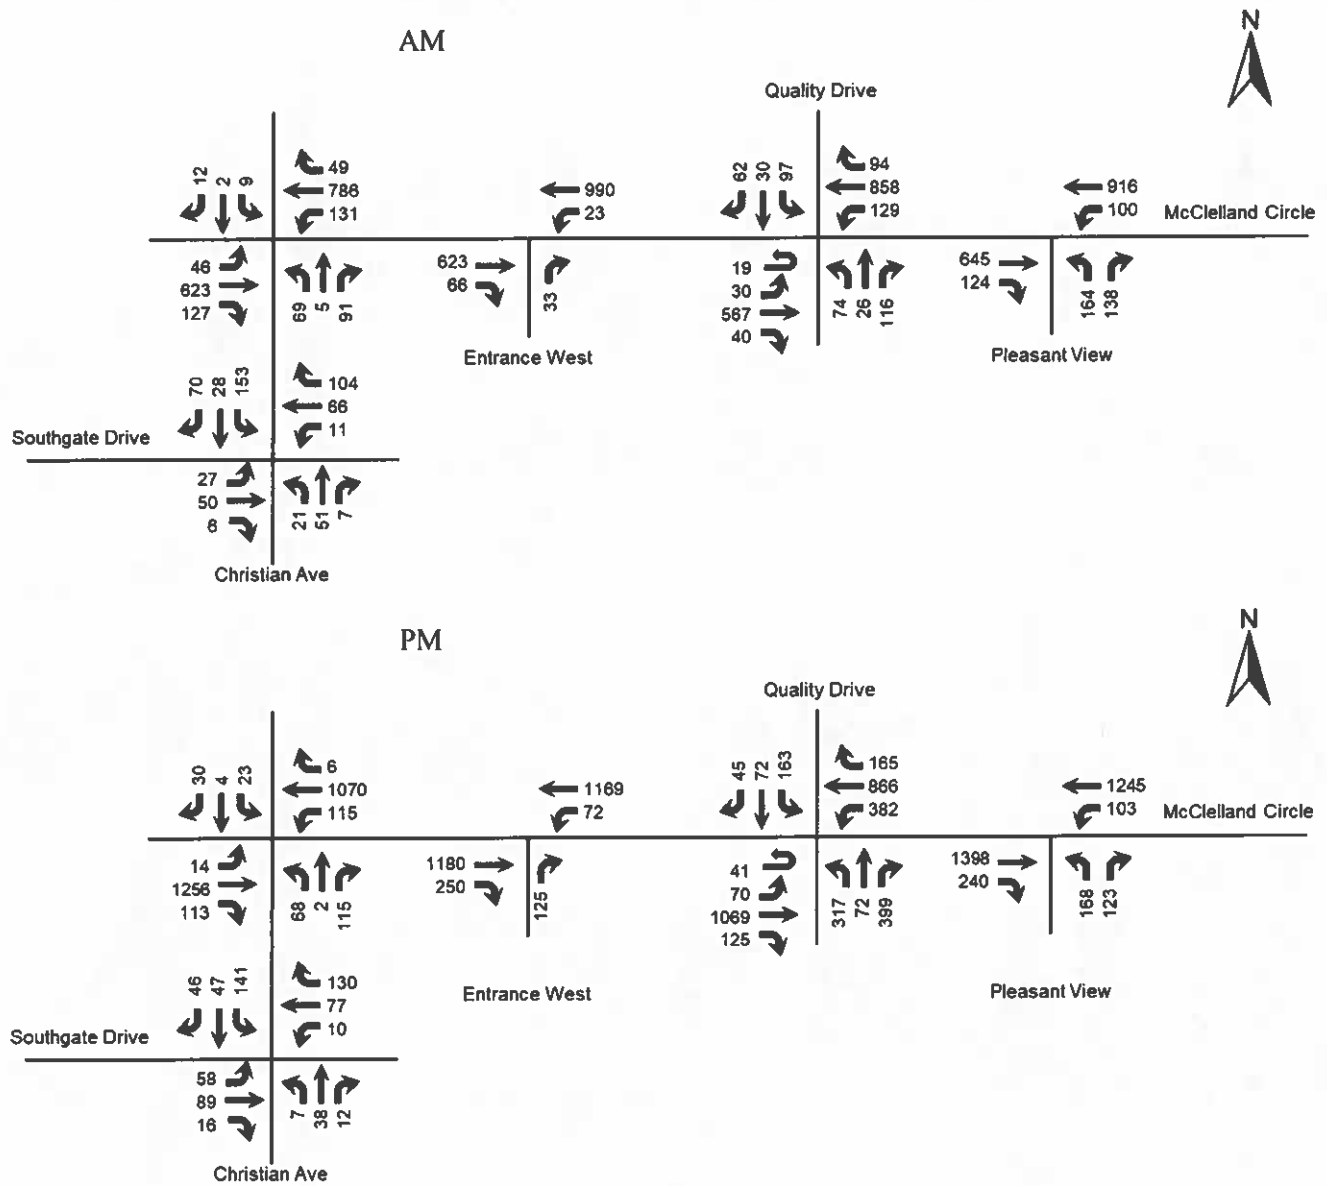 AM
N
Quality Drive
12 2 9
49
786
131
990
23
62 30 97
94
858
129
916
100
McClelland Circle
46
623
127
69 5 91
623
66
33
19
30
567
40
74 26 116
645
124
164 138
Entrance West
Pleasant View
70 28 153
104
66
11
Southgate Drive
27
50
6
21 51 7
Christian Ave
PM
N
Quality Drive
30 4 23
6
1070
115
1169
72
45 72 163
165
866
382
1245
103
McClelland Circle
14
1256
113
68 2 115
1180
250
125
41
70
1069
125
317 72 399
1398
240
168 123
Entrance West
Pleasant View
46 47 141
130
77
10
Southgate Drive
58
89
16
7 38 12
Christian Ave